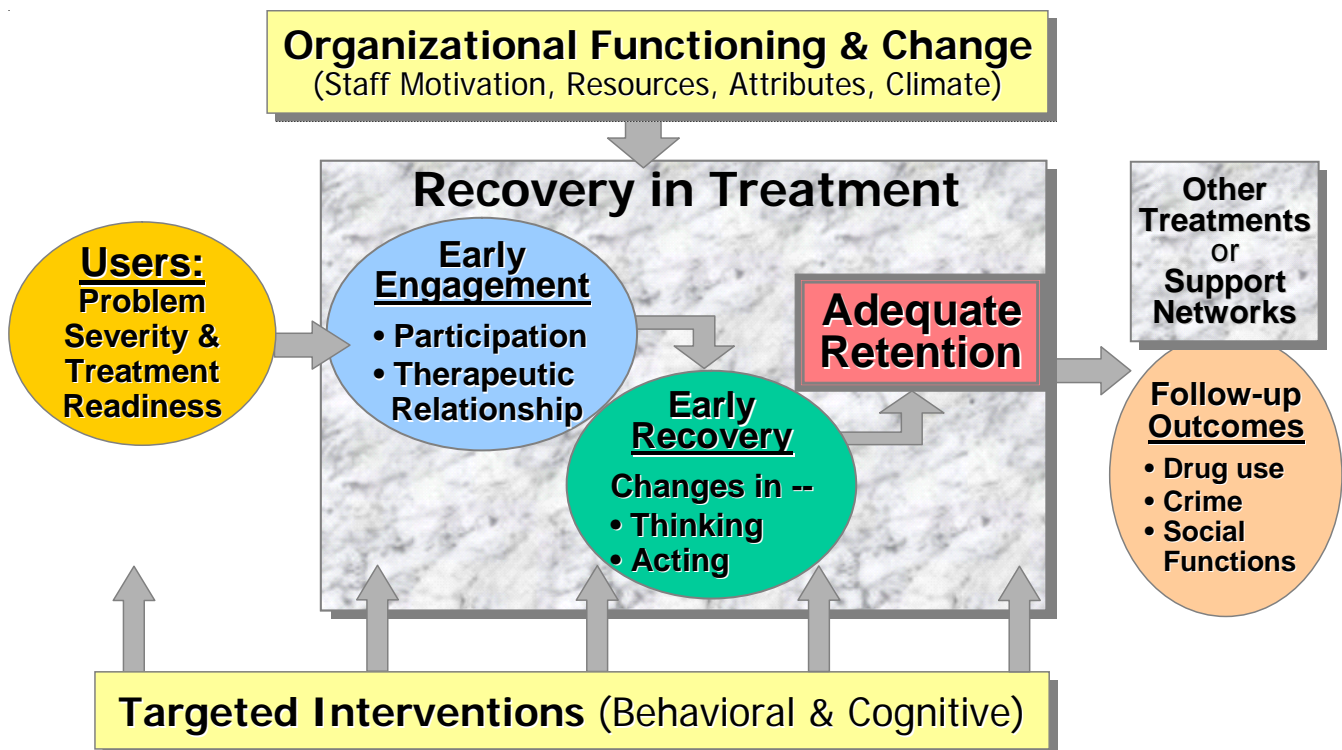 Organizational Functioning & Change
(Staff Motivation, Resources, Attributes, Climate)
Recovery in Treatment
Users:
Problem
Severity &
Treatment
Readiness
Early
Engagement
• Participation
• Therapeutic
Relationship
Early
Recovery
Changes in --
• Thinking
• Acting
Adequate
Retention
Other
Treatments
or
Support
Networks
Follow-up
Outcomes
• Drug use
• Crime
• Social
Functions
Targeted Interventions (Behavioral & Cognitive)